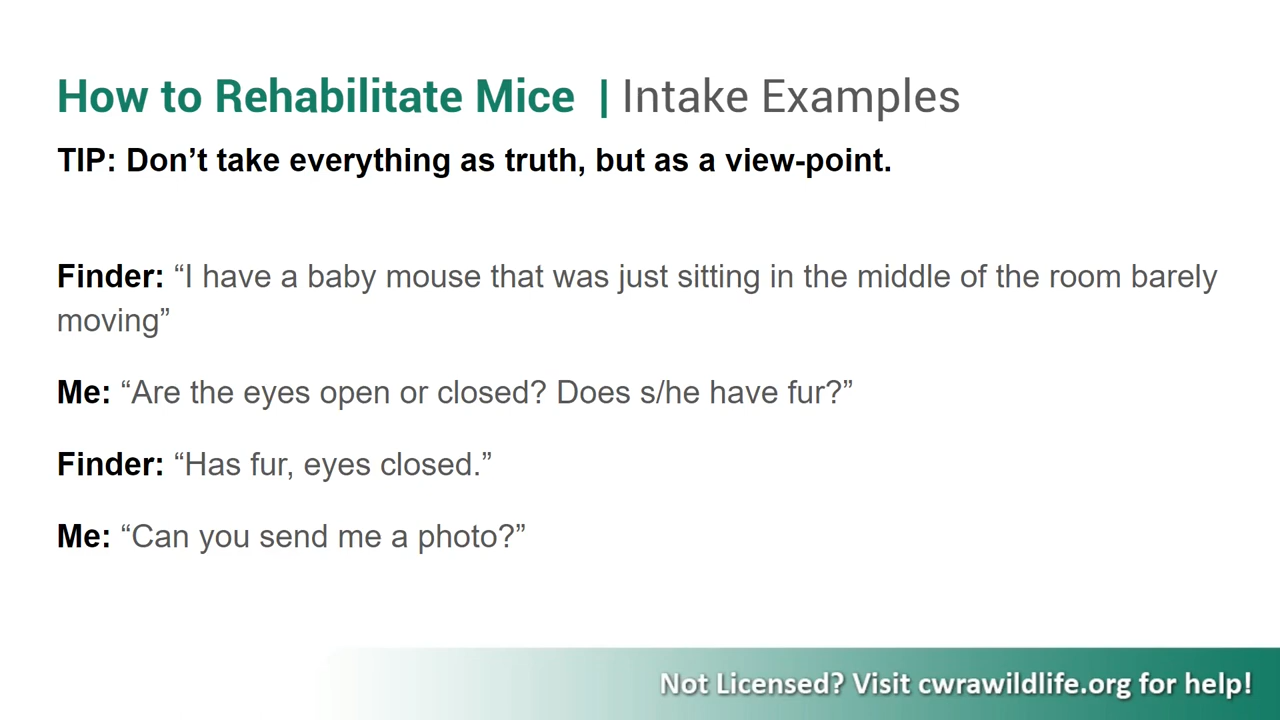 How to Rehabilitate Mice | Intake Examples
TIP: Don’t take everything as truth, but as a view-point.
Finder: “I have a baby mouse that was just sitting in the middle of the room barely
moving”
Me: “Are the eyes open or closed? Does s/he have fur?”
Finder: “Has fur, eyes closed.”
Me: “Can you send me a photo?”
Not Licensed? Visit cwrawildlife.org for help!